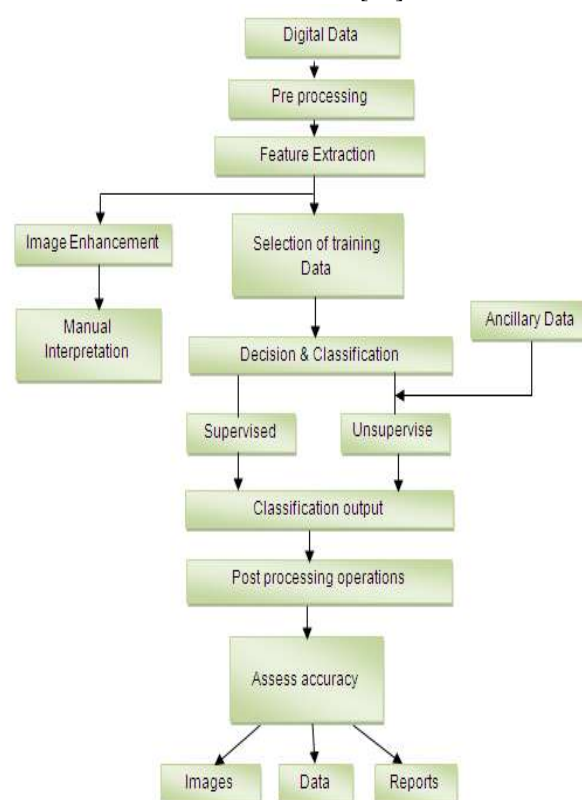 Digital Data
Pre processing
Feature Extraction
Image Enhancement
Selection of training
Data
Manual
Interpretation
Ancillary Data
Decision & Classification
Supervised
Unsupervise
Classification output
Post processing operations
Assess accuracy
Images
Data
Reports